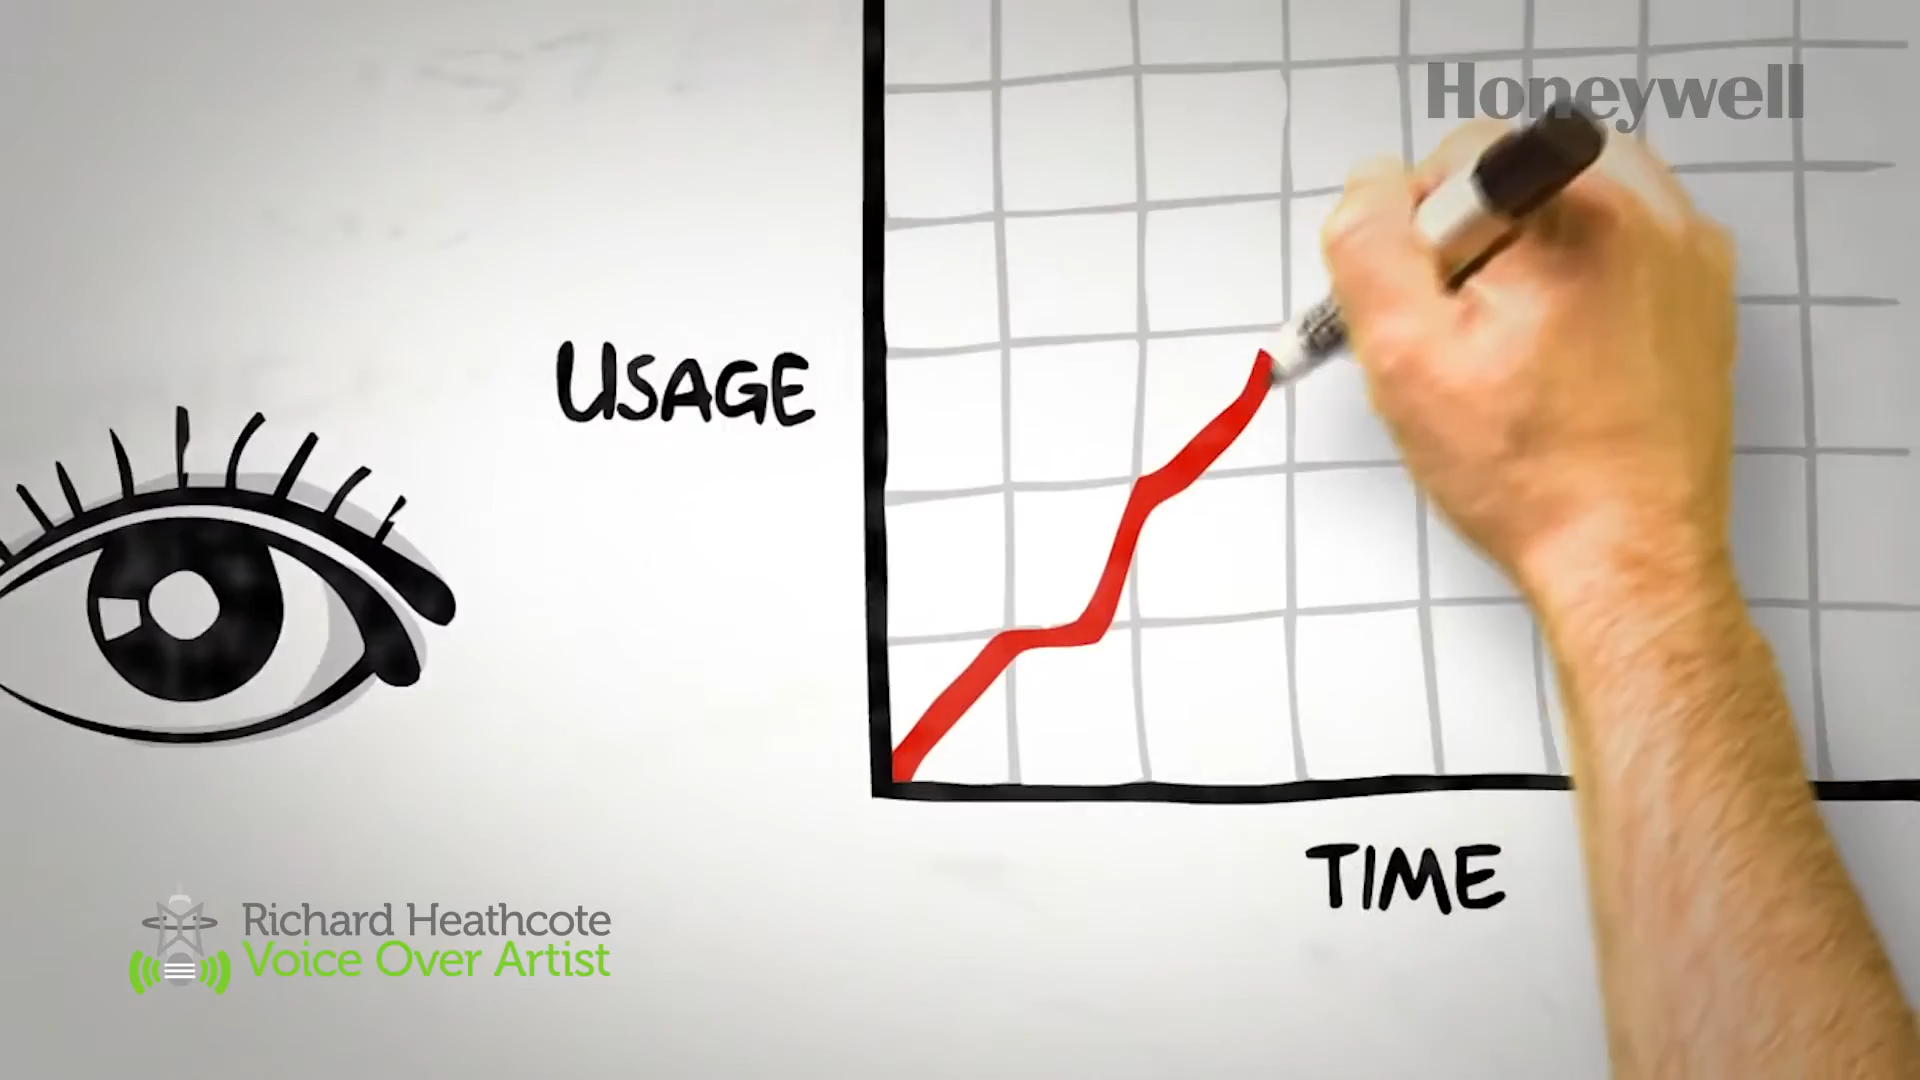 Honeywell
USAGE
TIME
Richard Heathcote
Voice Over Artist